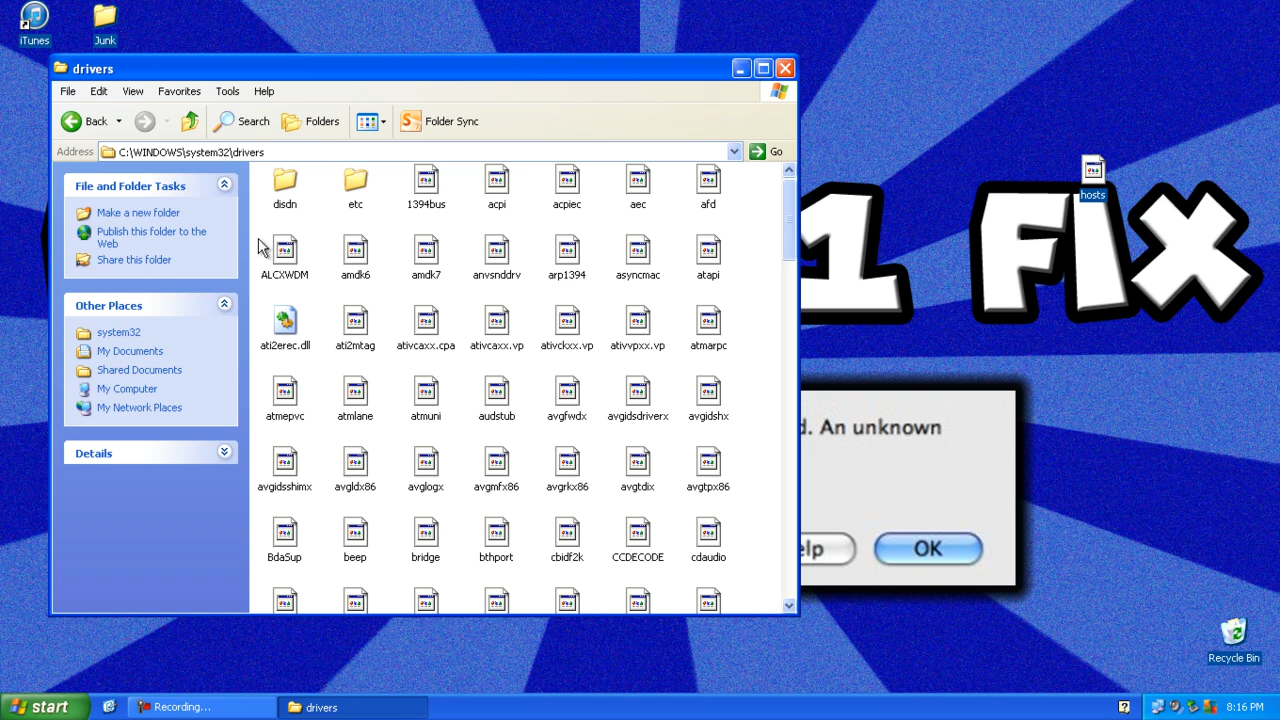 iTunes
Junk
drivers
File Edit View Favorites Tools Help
Back Search Folders Folder Sync
Address C:\WINDOWS\system32\drivers Go
File and Folder Tasks
Make a new folder
Publish this folder to the
Web
Share this folder
Other Places
system32
My Documents
Shared Documents
My Computer
My Network Places
Details
disdn etc 1394bus acpi acpiec aec afd
ALCXWDM amdk6 amdk7 anvsnddrv arp1394 asyncmac atapi
ati2erec.dll ati2mtag ativcaxx.cpa ativcaxx.vp ativckxx.vp ativvpxx.vp atmarpc
atmepvc atmlane atmuni audstub avgfwdx avgidsdriverx avgidshx
avgidsshimx avgldx86 avglogx avgmfx86 avgrkx86 avgtdix avgtpx86
BdaSup beep bridge bthport cbidf2k CCDECODE cdaudio
hosts
1 FIX
d. An unknown
elp OK
Recycle Bin
start Recording... drivers 8:16 PM